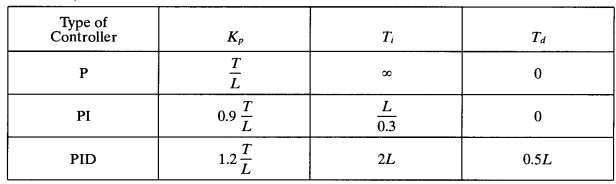 Type of
Controller K_p T_i T_d
P T/L ∞ 0
PI 0.9 T/L L/0.3 0
PID 1.2 T/L 2L 0.5L